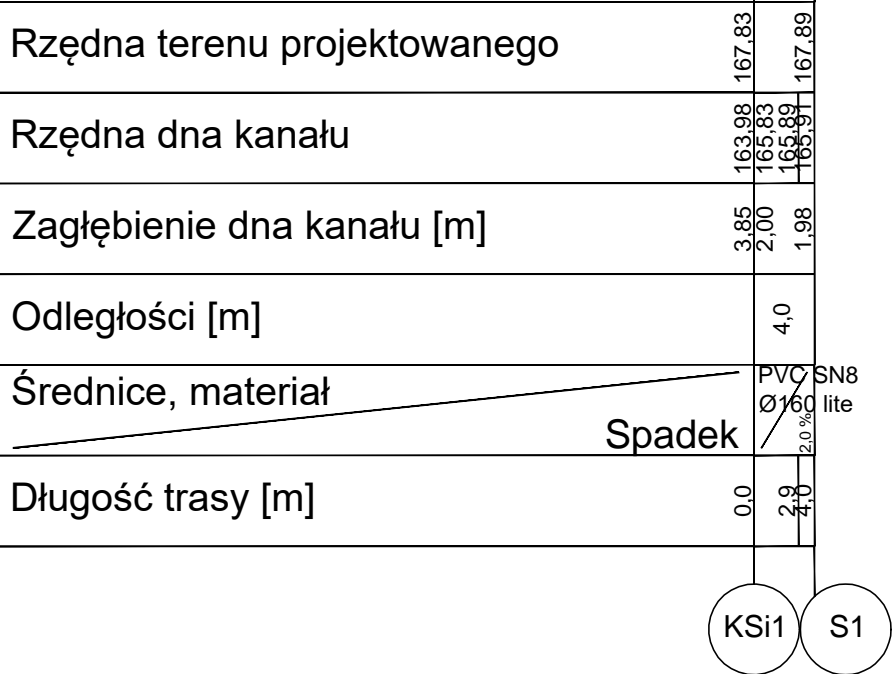 Rzędna terenu projektowanego 167,83 167,89
Rzędna dna kanału 163,98 165,83 165,89 165,91
Zagłębienie dna kanału [m] 3,85 2,00 1,98
Odległości [m] 4,0
Średnice, materiał PVC SN8
Ø160 lite
Spadek 2,0 %
Długość trasy [m] 0,0 2,9 4,0
KSi1 S1